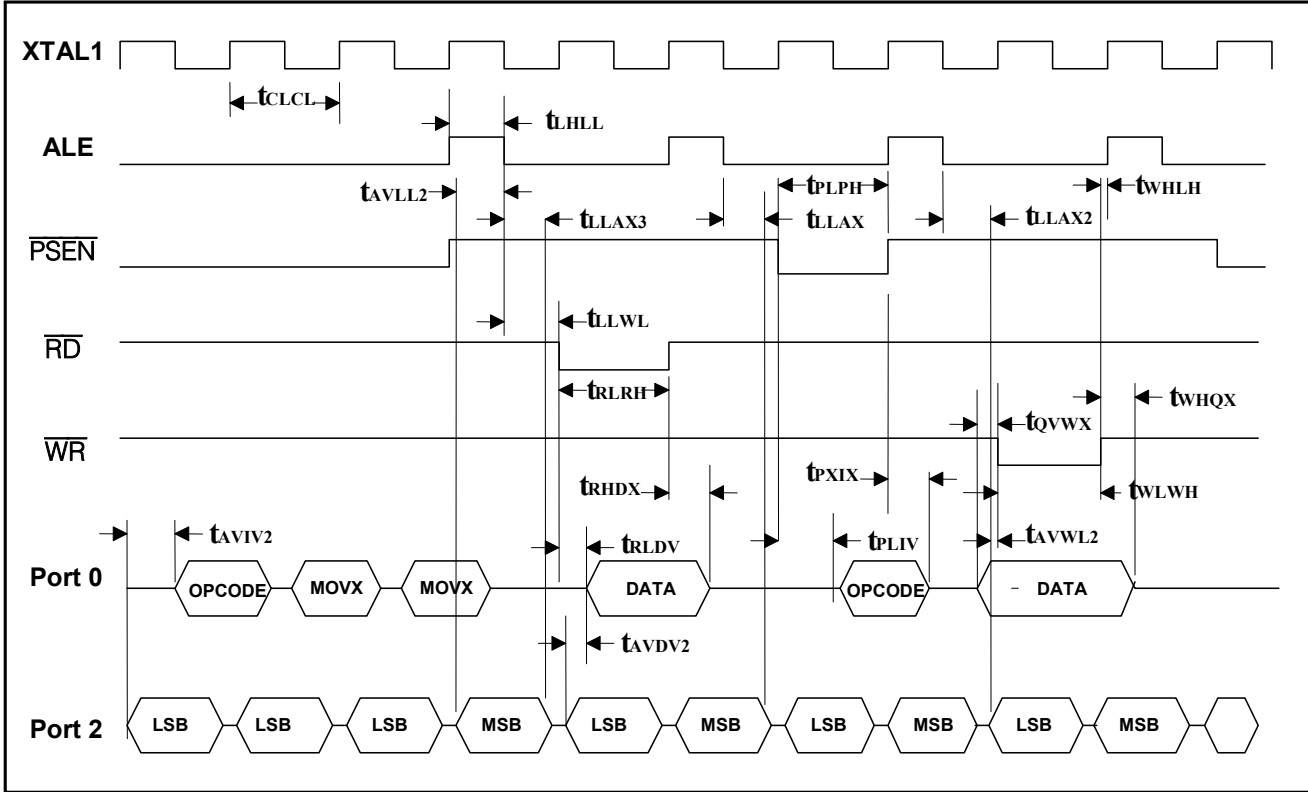 XTAL1
tCLCL
tLHLL
ALE
tAVLL2
tPLPH
tWHLH
tLLAX3
tLLAX
tLLAX2
PSEN
tLLWL
RD
tRLRH
tWHQX
tQVWX
WR
tRHDX
tPXIX
tWLWH
tAVIV2
tRLDV
tPLIV
tAVWL2
Port 0
OPCODE MOVX MOVX DATA OPCODE - DATA
tAVDV2
Port 2
LSB LSB LSB MSB LSB MSB LSB MSB LSB MSB